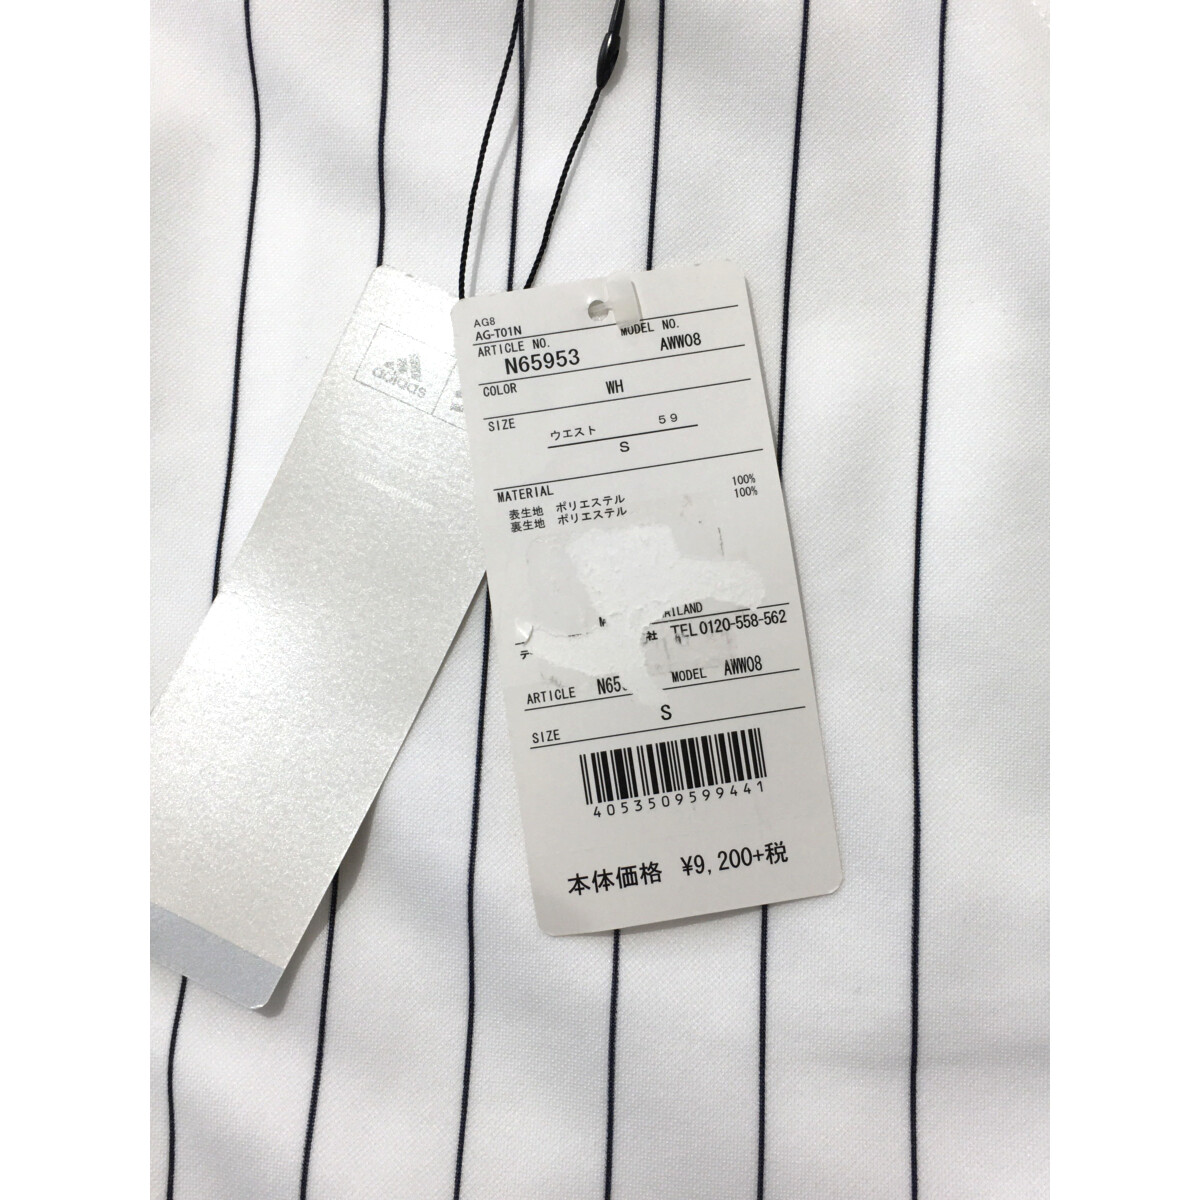 adidas
AG8
AG-T01N
ARTICLE NO. MODEL NO.
N65953 AWW08
COLOR WH
SIZE ウエスト 59
S
MATERIAL
表生地 ポリエステル 100%
裏生地 ポリエステル 100%
社 TEL 0120-558-562
ARTICLE MODEL AWW08
SIZE S
4053509599441
本体価格 ¥9,200+税